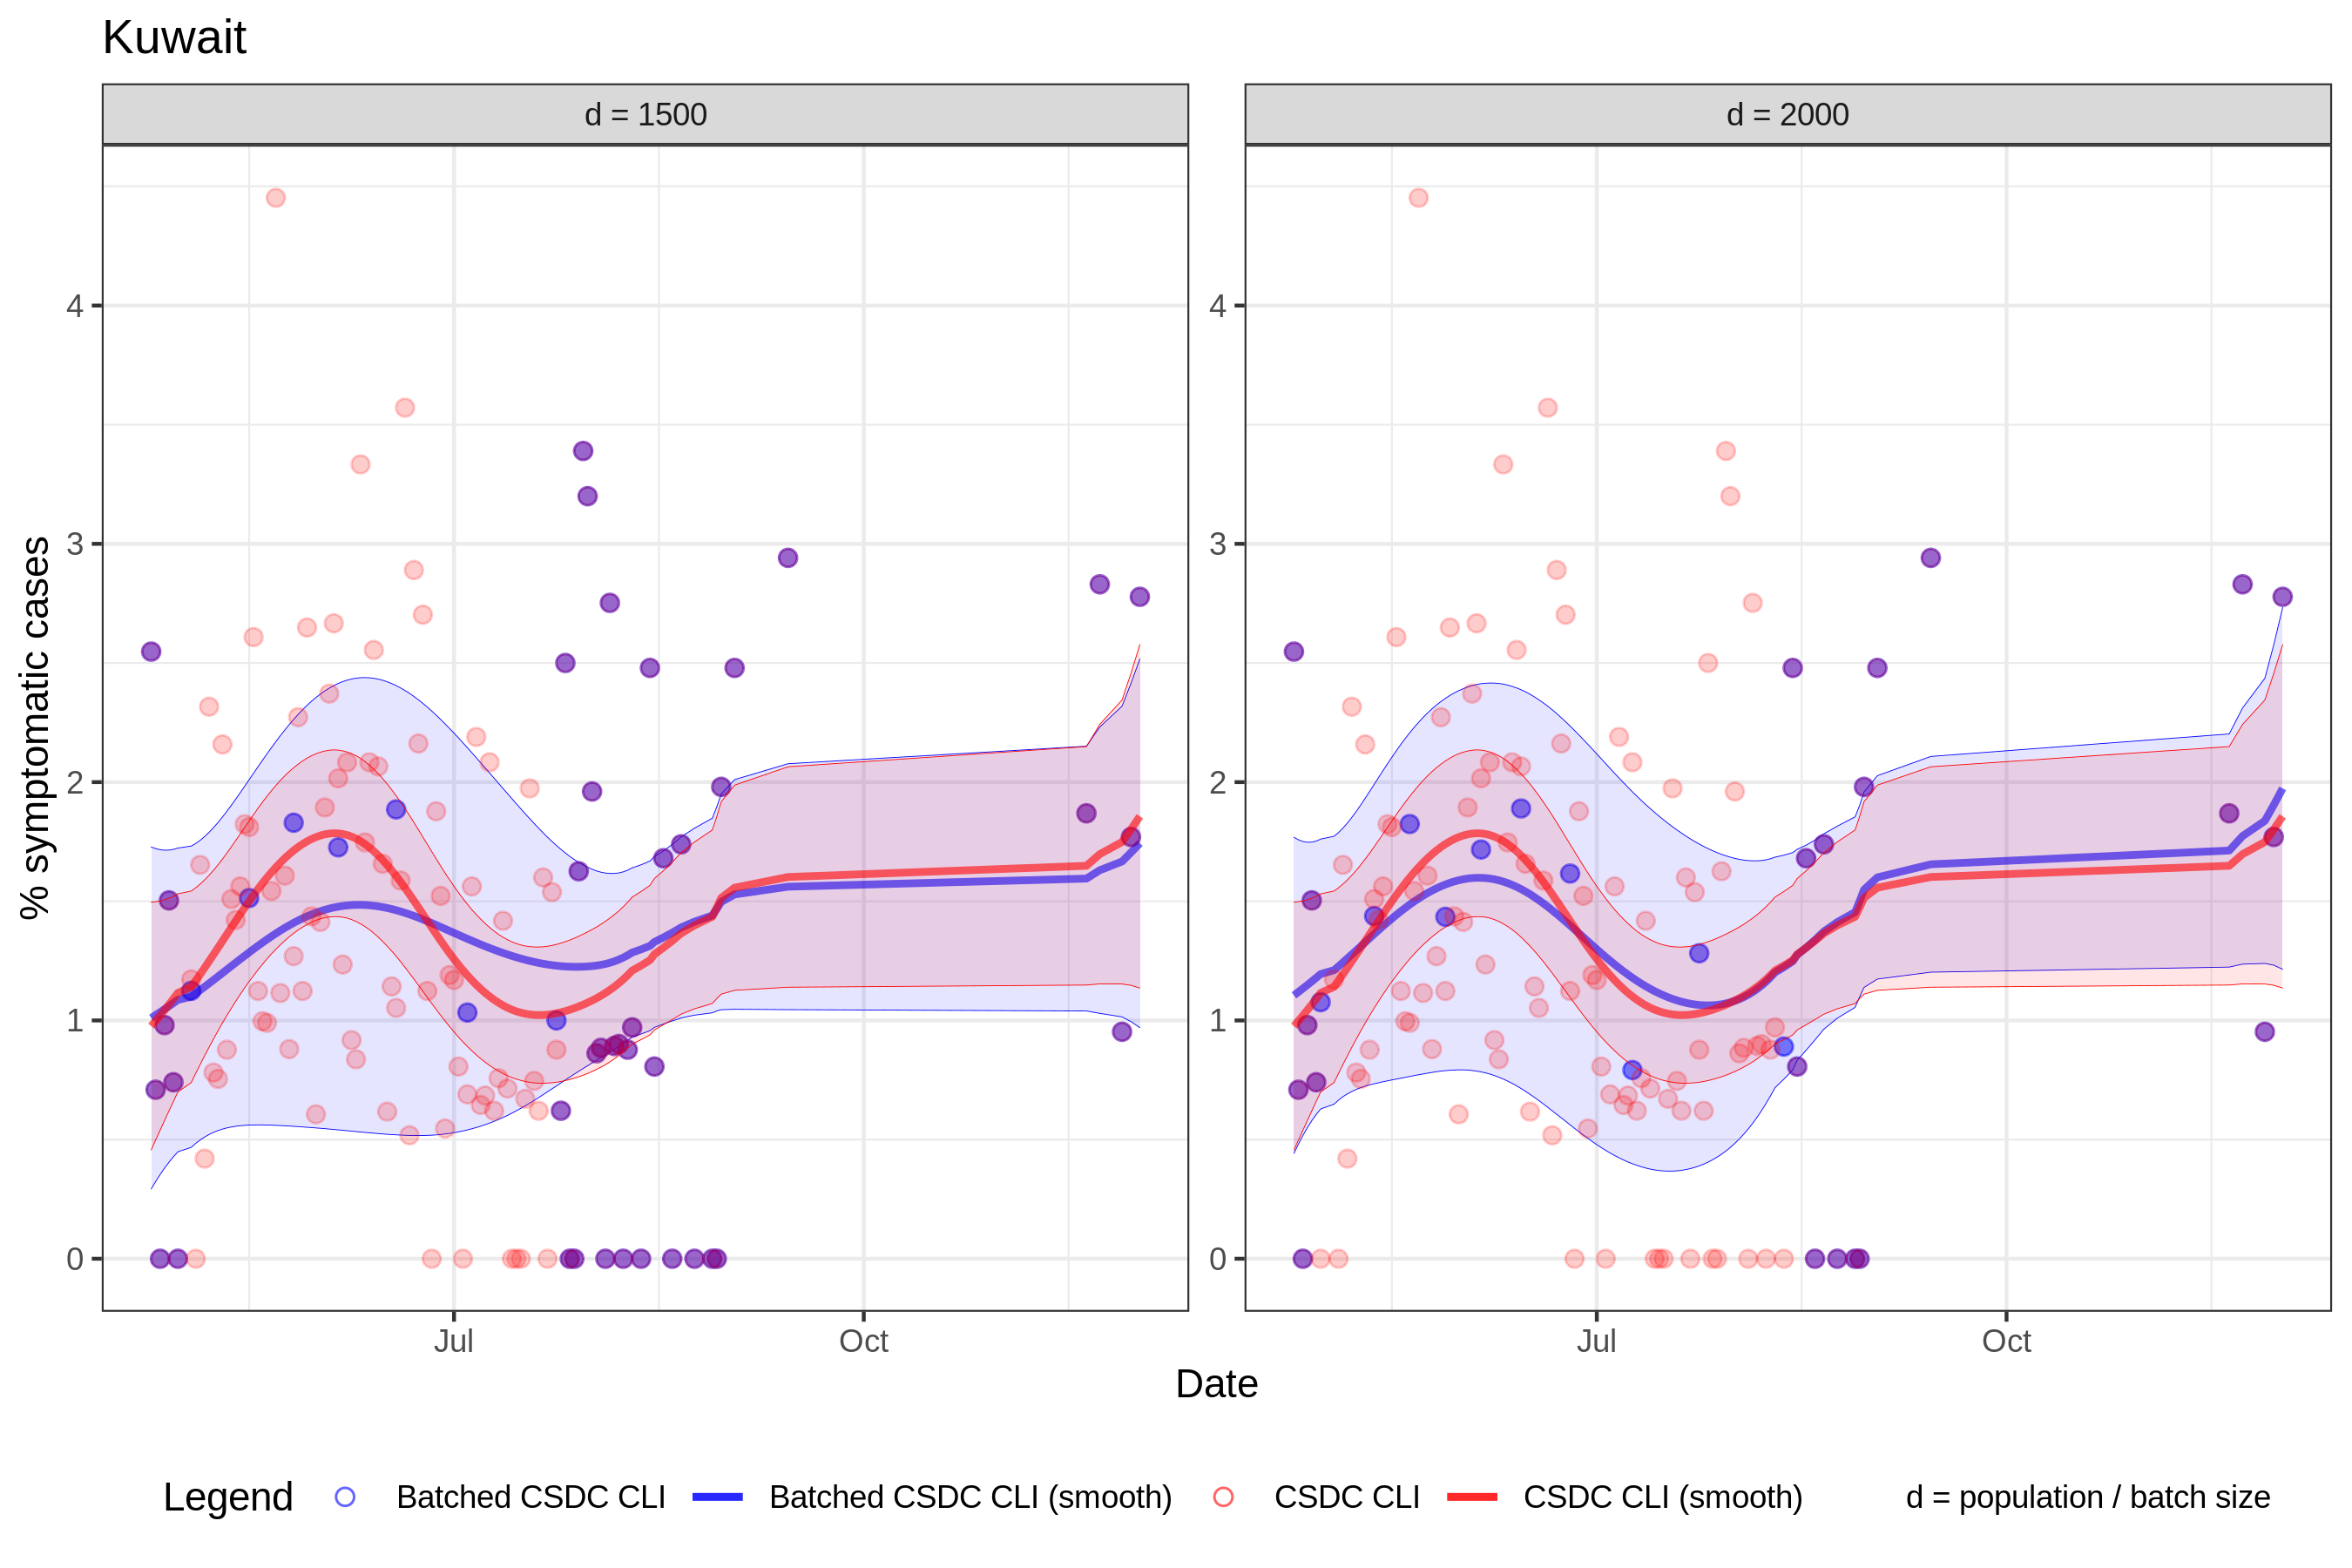 Kuwait
d = 1500
d = 2000
% symptomatic cases
4
3
2
1
0
4
3
2
1
0
Jul
Oct
Jul
Oct
Date
Legend
Batched CSDC CLI
Batched CSDC CLI (smooth)
CSDC CLI
CSDC CLI (smooth)
d = population / batch size